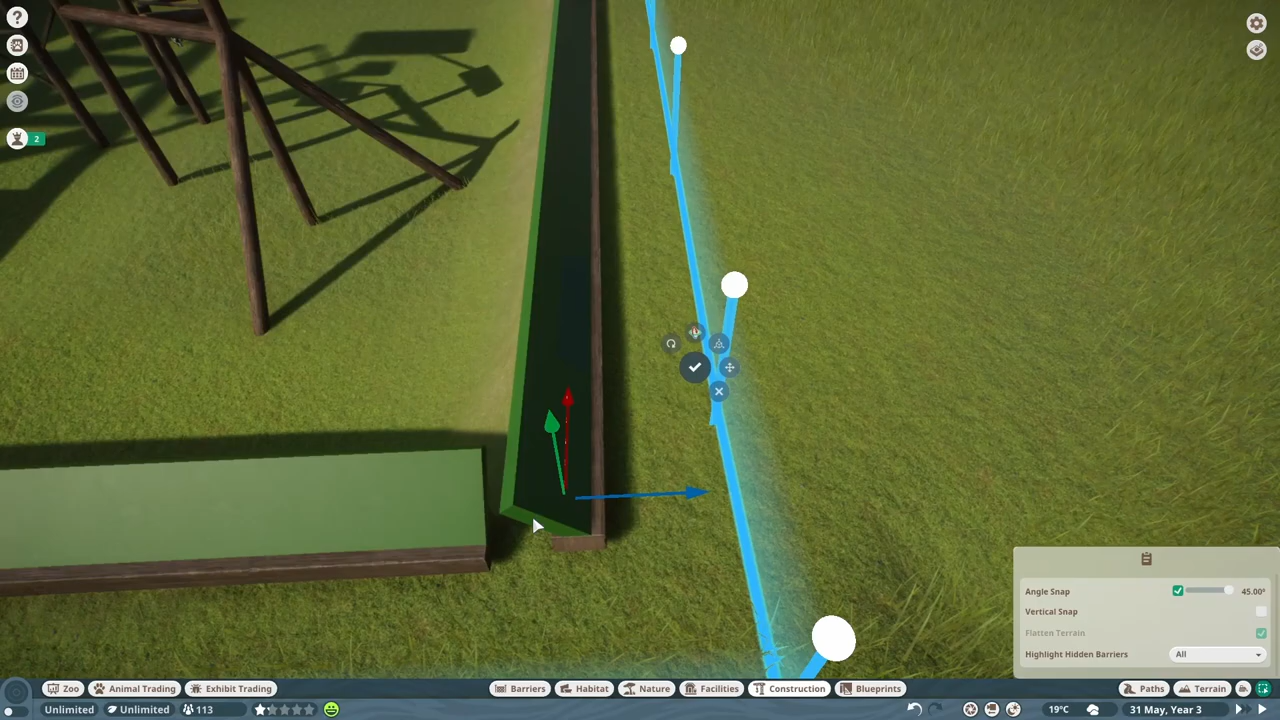 ?
2
Angle Snap 45.00°
Vertical Snap
Flatten Terrain
Highlight Hidden Barriers All
Zoo Animal Trading Exhibit Trading Barriers Habitat Nature Facilities Construction Blueprints Paths Terrain
Unlimited Unlimited 113 19°C 31 May, Year 3